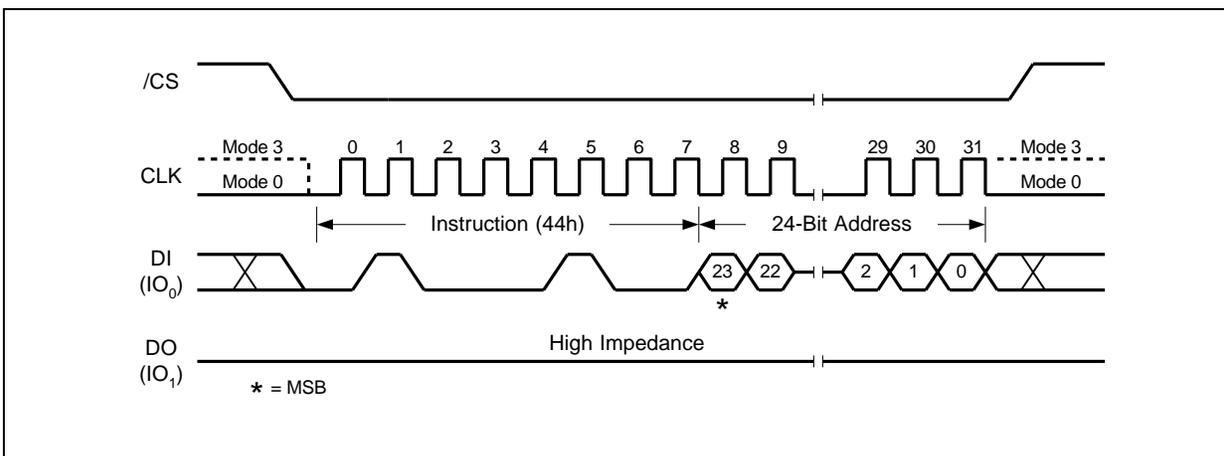 /CS
Mode 3 0 1 2 3 4 5 6 7 8 9 29 30 31 Mode 3
CLK Mode 0 Mode 0
Instruction (44h) 24-Bit Address
DI
(IO₀) 23 22 2 1 0
*
High Impedance
DO
(IO₁)
* = MSB